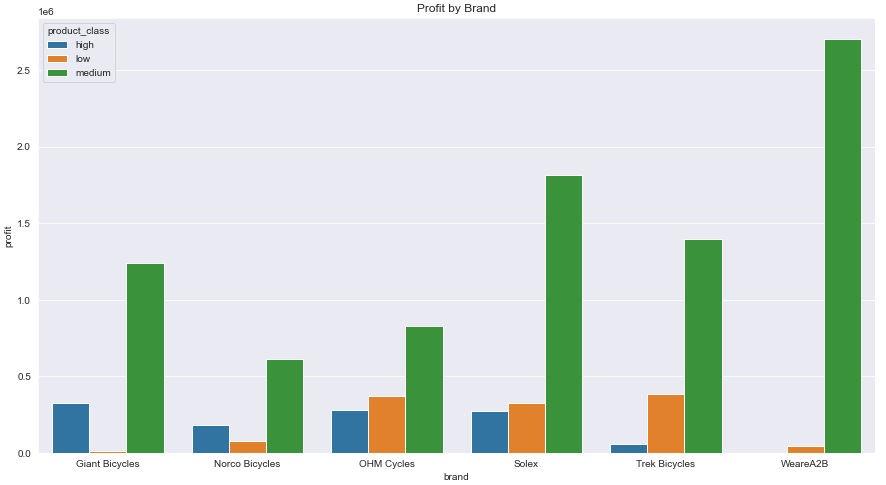 Profit by Brand
1e6
product_class
high
low
medium
2.5
2.0
1.5
1.0
0.5
0.0
profit
Giant Bicycles
Norco Bicycles
OHM Cycles
Solex
Trek Bicycles
WeareA2B
brand